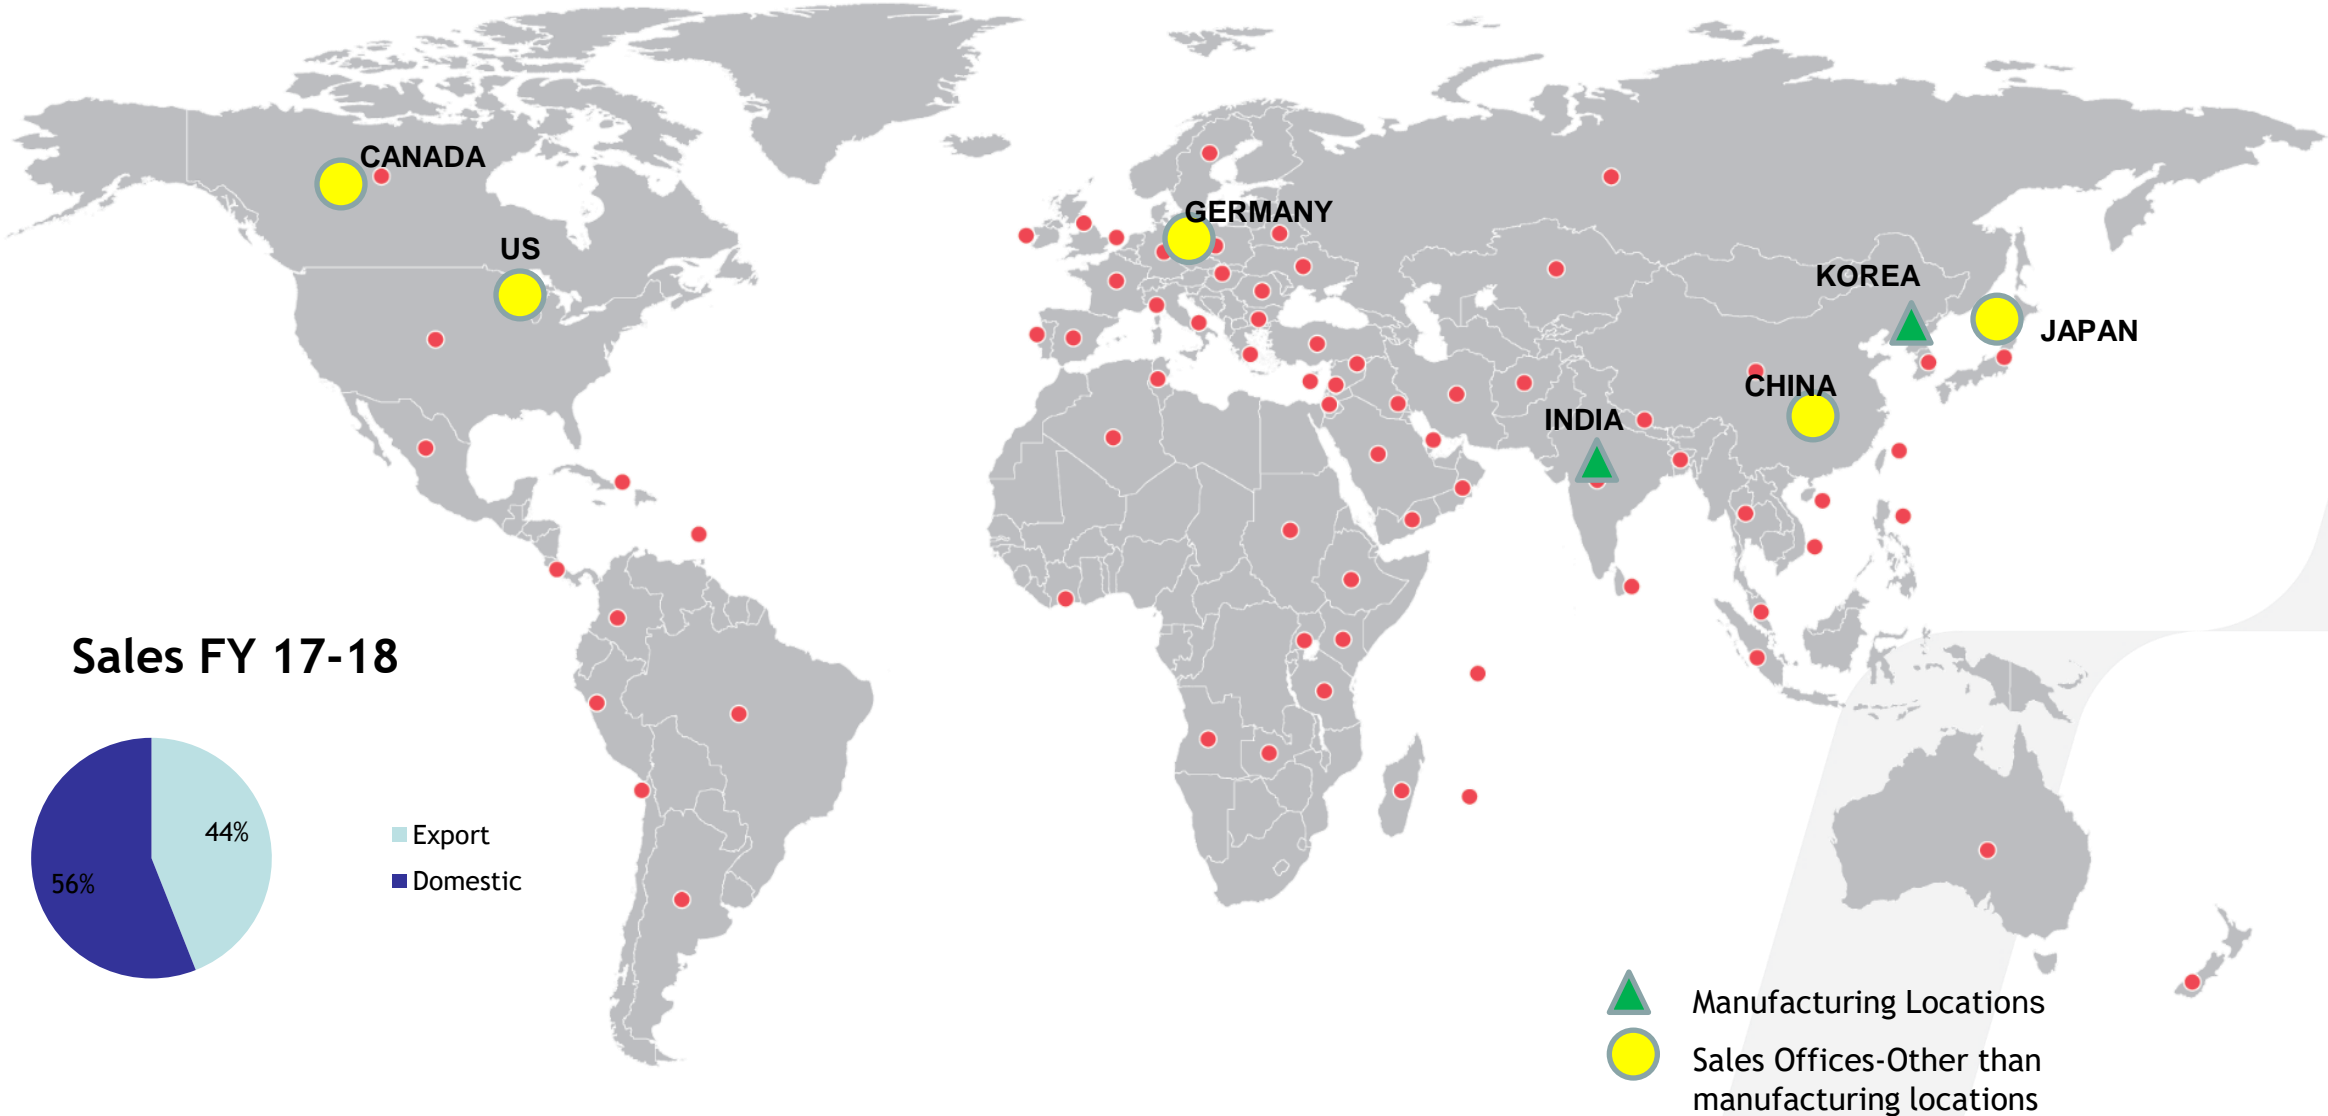 CANADA
US
GERMANY
KOREA
JAPAN
CHINA
INDIA
Sales FY 17-18
44%
56%
Export
Domestic
Manufacturing Locations
Sales Offices-Other than
manufacturing locations